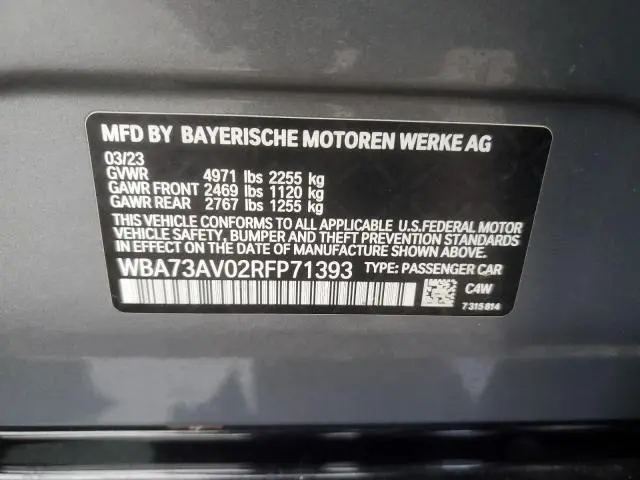 MFD BY BAYERISCHE MOTOREN WERKE AG
03/23
GVWR 4971 lbs 2255 kg
GAWR FRONT 2469 lbs 1120 kg
GAWR REAR 2767 lbs 1255 kg
THIS VEHICLE CONFORMS TO ALL APPLICABLE U.S.FEDERAL MOTOR
VEHICLE SAFETY, BUMPER AND THEFT PREVENTION STANDARDS
IN EFFECT ON THE DATE OF MANUFACTURE SHOWN ABOVE.
WBA73AV02RFP71393 TYPE: PASSENGER CAR
C4W
7315814